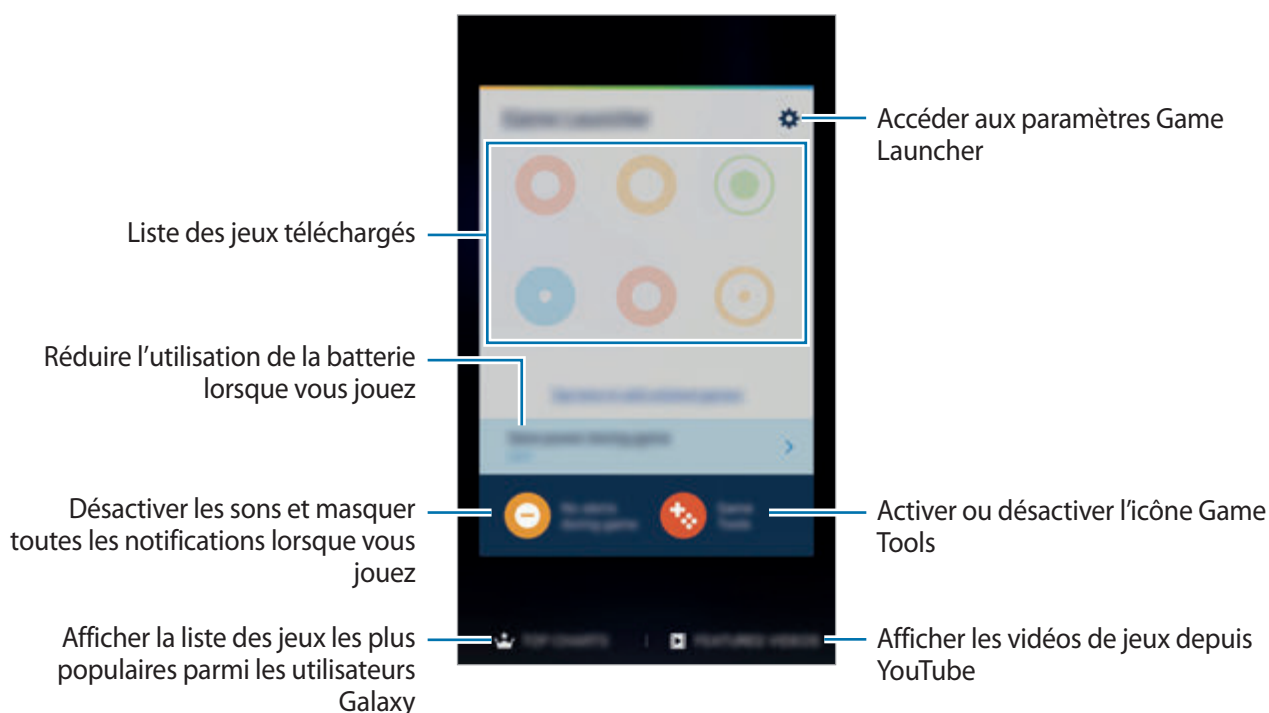 Accéder aux paramètres Game
Launcher
Liste des jeux téléchargés
Réduire l’utilisation de la batterie
lorsque vous jouez
Désactiver les sons et masquer
toutes les notifications lorsque vous
jouez
Activer ou désactiver l’icône Game
Tools
Afficher la liste des jeux les plus
populaires parmi les utilisateurs
Galaxy
Afficher les vidéos de jeux depuis
YouTube